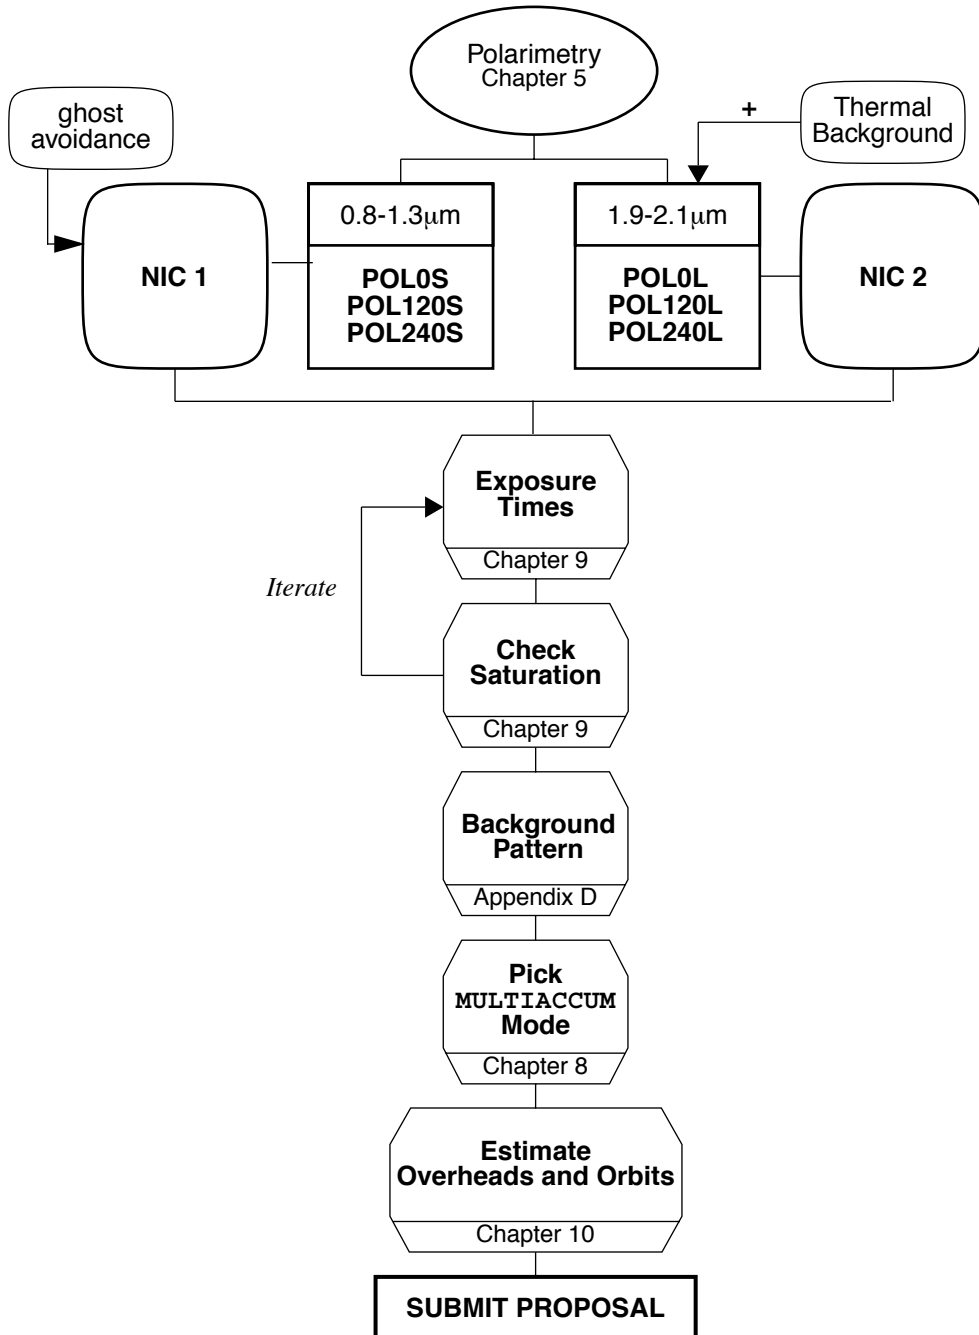 Polarimetry
Chapter 5
ghost
avoidance
+
Thermal
Background
0.8-1.3μm
1.9-2.1μm
NIC 1
POL0S
POL120S
POL240S
POL0L
POL120L
POL240L
NIC 2
Exposure
Times
Chapter 9
Iterate
Check
Saturation
Chapter 9
Background
Pattern
Appendix D
Pick
MULTIACCUM
Mode
Chapter 8
Estimate
Overheads and Orbits
Chapter 10
SUBMIT PROPOSAL